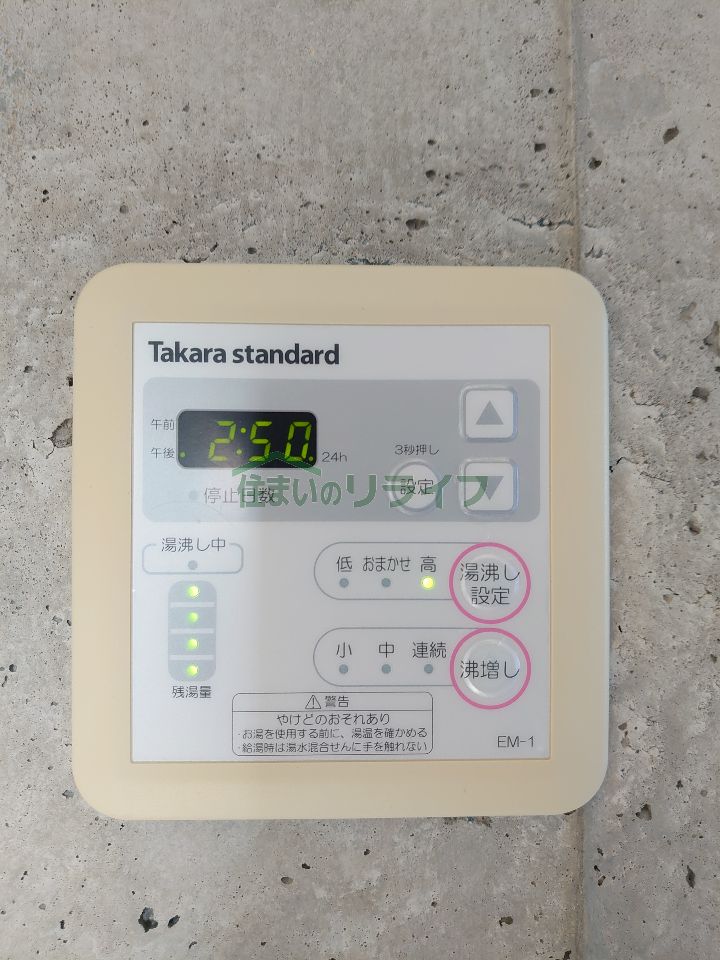 Takara standard
午前
午後
2:50
24h
停止日数
3秒押し
設定
▲
▼
住まいのリライフ
湯沸し中
残湯量
低 おまかせ 高
湯沸し
設定
小 中 連続
沸増し
⚠警告
やけどのおそれあり
・お湯を使用する前に、湯温を確かめる
・給湯時は湯水混合せんに手を触れない
EM-1